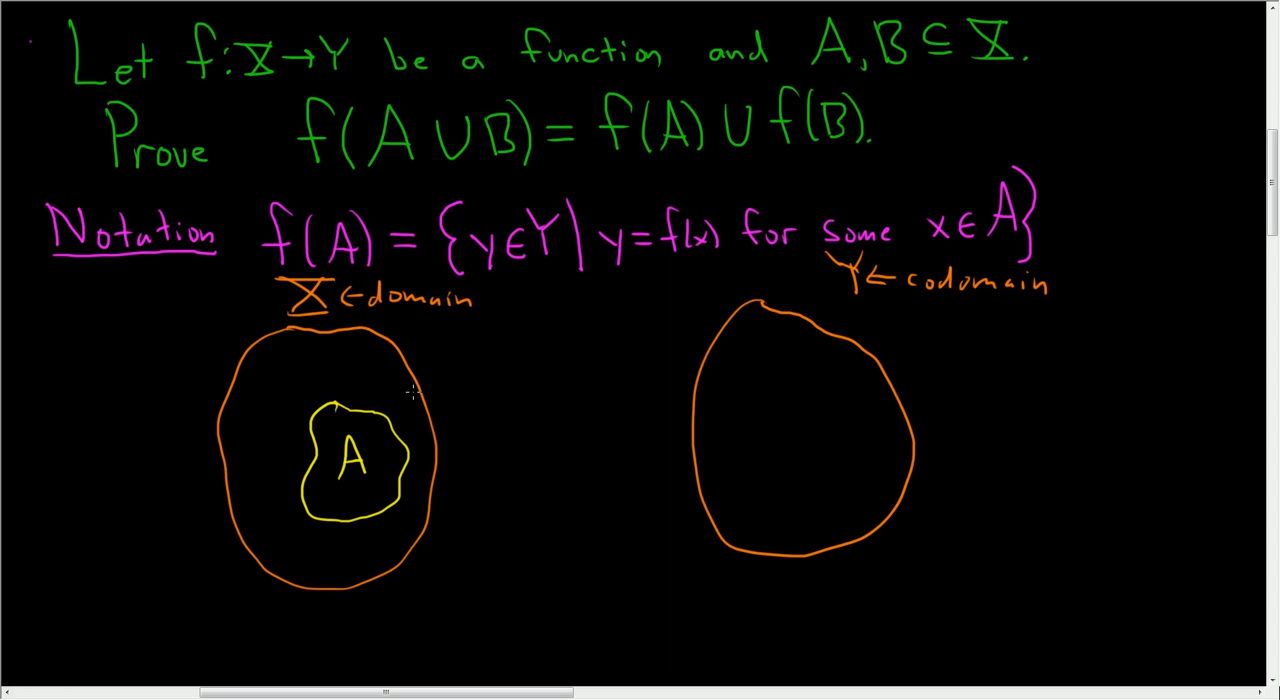 Let f: X → Y be a function and A, B ⊆ X.
Prove f(A ∪ B) = f(A) ∪ f(B).
Notation f(A) = {y ∈ Y | y = f(x) for some x ∈ A}
X ← domain
Y ← codomain
A